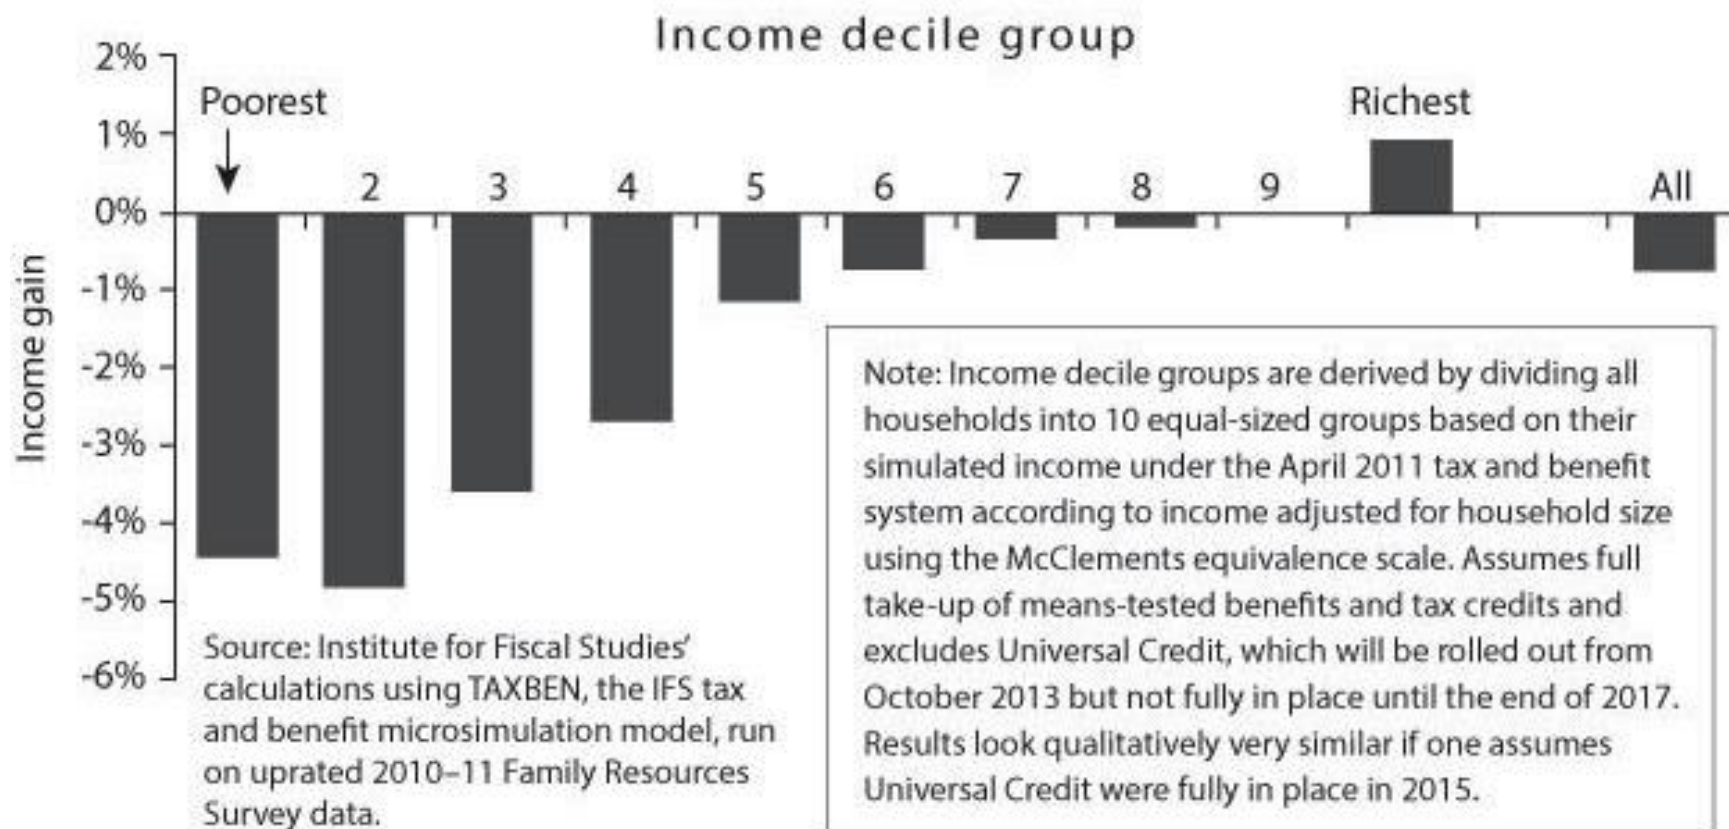 Income decile group
2%
1%
0%
-1%
-2%
-3%
-4%
-5%
-6%
Income gain
Poorest
2
3
4
5
6
7
8
9
Richest
All
Source: Institute for Fiscal Studies’
calculations using TAXBEN, the IFS tax
and benefit microsimulation model, run
on uprated 2010–11 Family Resources
Survey data.
Note: Income decile groups are derived by dividing all
households into 10 equal-sized groups based on their
simulated income under the April 2011 tax and benefit
system according to income adjusted for household size
using the McClements equivalence scale. Assumes full
take-up of means-tested benefits and tax credits and
excludes Universal Credit, which will be rolled out from
October 2013 but not fully in place until the end of 2017.
Results look qualitatively very similar if one assumes
Universal Credit were fully in place in 2015.